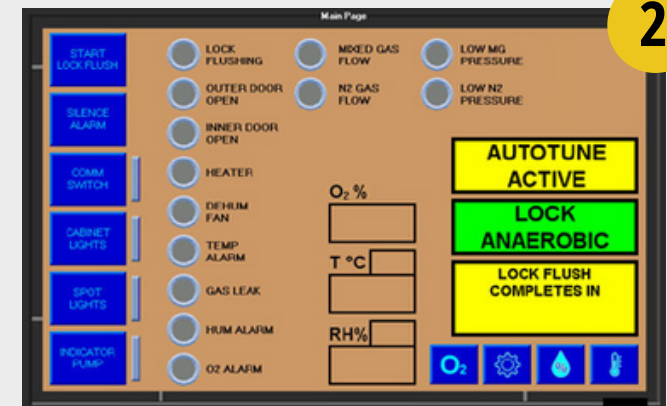 2
Main Page
START
LOCK FLUSH
SILENCE
ALARM
COMM
SWITCH
CABINET
LIGHTS
SPOT
LIGHTS
INDICATOR
PUMP
LOCK
FLUSHING
OUTER DOOR
OPEN
INNER DOOR
OPEN
HEATER
DEHUM
FAN
TEMP
ALARM
GAS LEAK
HUM ALARM
O2 ALARM
MIXED GAS
FLOW
N2 GAS
FLOW
LOW MG
PRESSURE
LOW N2
PRESSURE
O₂ %
T °C
RH%
AUTOTUNE
ACTIVE
LOCK
ANAEROBIC
LOCK FLUSH
COMPLETES IN
O₂
%